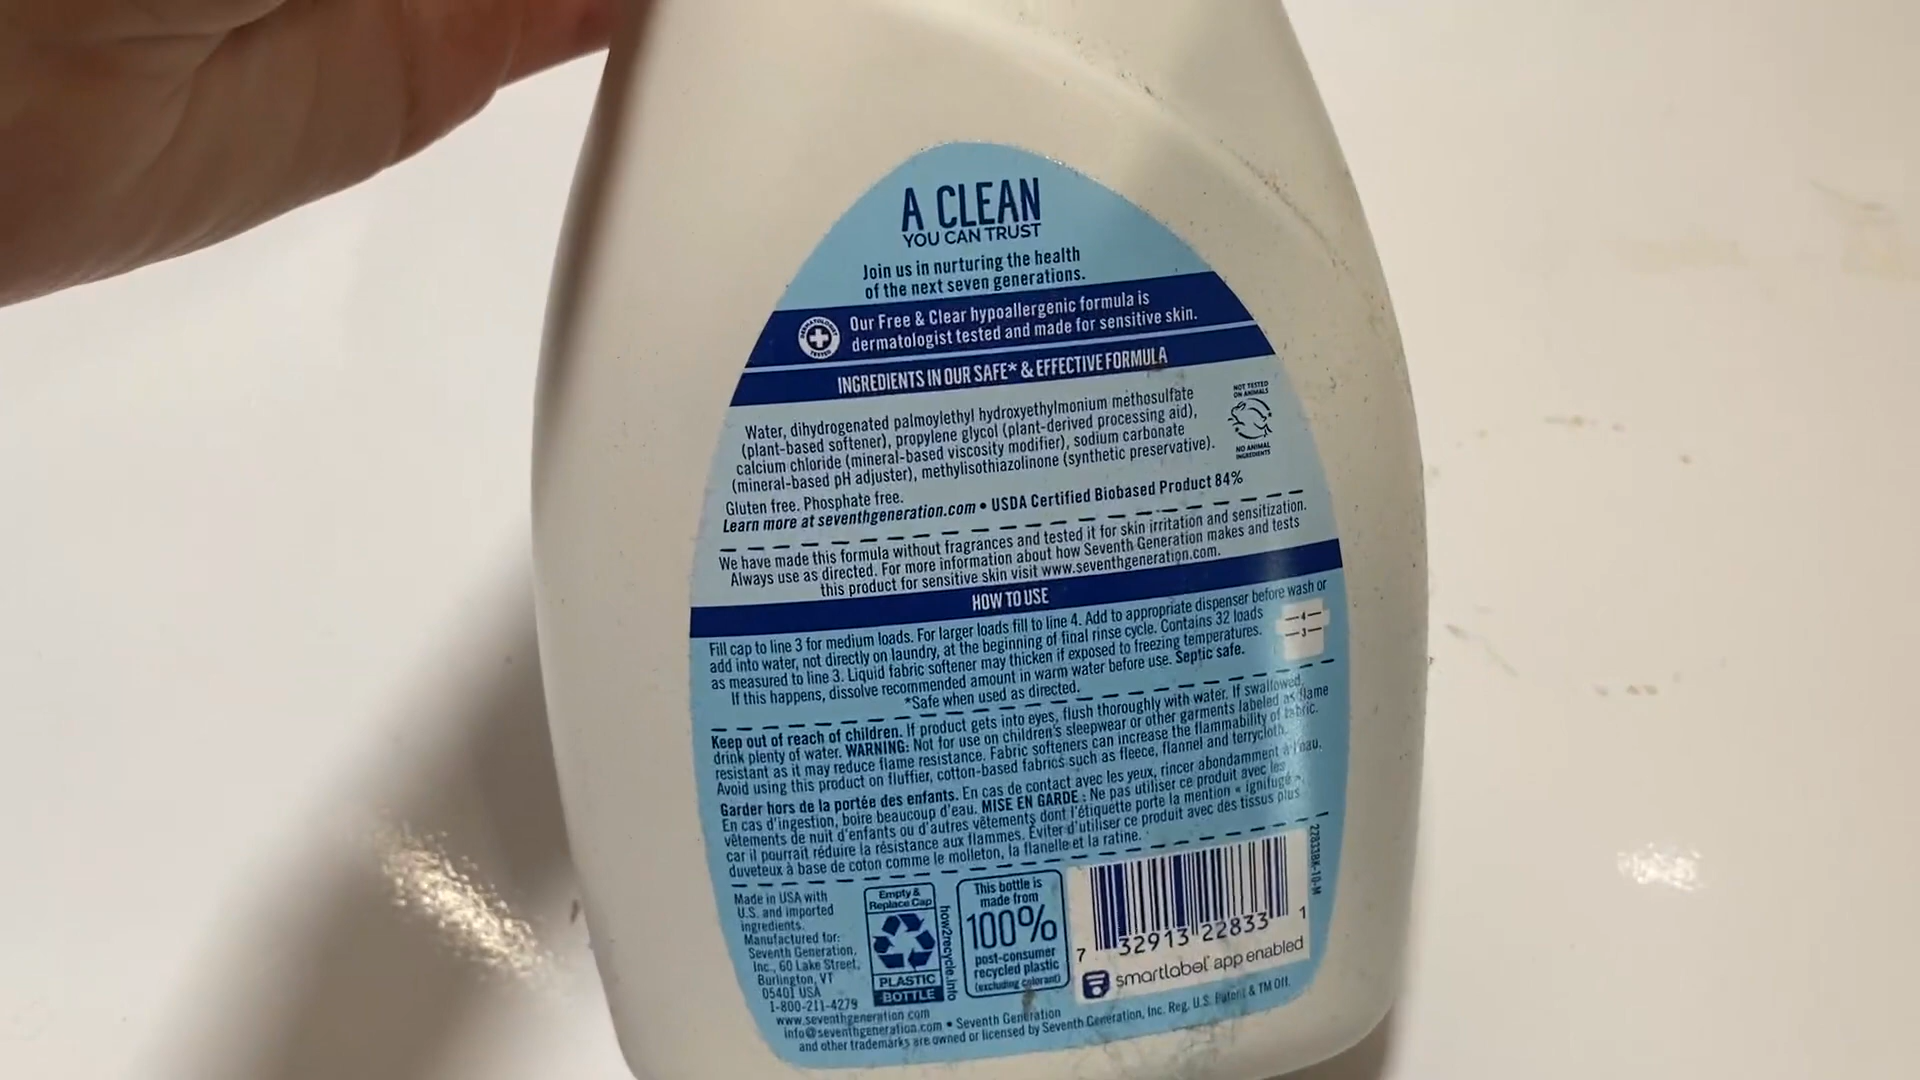 A CLEAN
YOU CAN TRUST
Join us in nurturing the health
of the next seven generations.
DERMATOLOGIST
TESTED
Our Free & Clear hypoallergenic formula is
dermatologist tested and made for sensitive skin.
INGREDIENTS IN OUR SAFE* & EFFECTIVE FORMULA
Water, dihydrogenated palmoylethyl hydroxyethylmonium methosulfate
(plant-based softener), propylene glycol (plant-derived processing aid),
calcium chloride (mineral-based viscosity modifier), sodium carbonate
(mineral-based pH adjuster), methylisothiazolinone (synthetic preservative).
NOT TESTED
ON ANIMALS
NO ANIMAL
INGREDIENTS
Gluten free. Phosphate free.
Learn more at seventhgeneration.com • USDA Certified Biobased Product 84%
We have made this formula without fragrances and tested it for skin irritation and sensitization.
Always use as directed. For more information about how Seventh Generation makes and tests
this product for sensitive skin visit www.seventhgeneration.com.
HOW TO USE
Fill cap to line 3 for medium loads. For larger loads fill to line 4. Add to appropriate dispenser before wash or
add into water, not directly on laundry, at the beginning of final rinse cycle. Contains 32 loads
as measured to line 3. Liquid fabric softener may thicken if exposed to freezing temperatures.
If this happens, dissolve recommended amount in warm water before use. Septic safe.
*Safe when used as directed.
4
3
Keep out of reach of children. If product gets into eyes, flush thoroughly with water. If swallowed,
drink plenty of water. WARNING: Not for use on children's sleepwear or other garments labeled as flame
resistant as it may reduce flame resistance. Fabric softeners can increase the flammability of fabric.
Avoid using this product on fluffier, cotton-based fabrics such as fleece, flannel and terrycloth.
Garder hors de la portée des enfants. En cas de contact avec les yeux, rincer abondamment à l'eau.
En cas d'ingestion, boire beaucoup d'eau. MISE EN GARDE : Ne pas utiliser ce produit avec les
vêtements de nuit d'enfants ou d'autres vêtements dont l'étiquette porte la mention « ignifugé »,
car il pourrait réduire la résistance aux flammes. Éviter d'utiliser ce produit avec des tissus plus
duveteux à base de coton comme le molleton, la flanelle et la ratine.
Made in USA with
U.S. and imported
ingredients.
Manufactured for:
Seventh Generation,
Inc., 60 Lake Street,
Burlington, VT
05401 USA
1-800-211-4279
www.seventhgeneration.com
info@seventhgeneration.com • Seventh Generation
and other trademarks are owned or licensed by Seventh Generation, Inc. Reg. U.S. Patent & TM Off.
Empty &
Replace Cap
PLASTIC
BOTTLE
how2recycle.info
This bottle is
made from
100%
post-consumer
recycled plastic
(excluding colorant)
7 32913 22833 1
smartlabel app enabled
22833BK-10-M